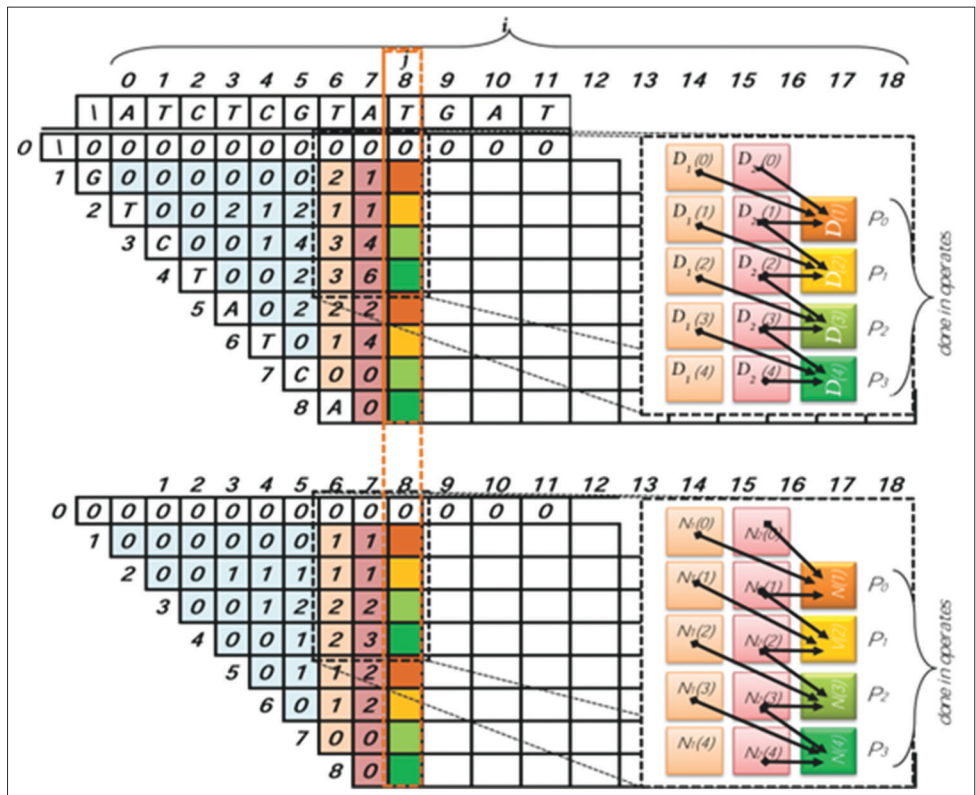 i
j
0 1 2 3 4 5 6 7 8 9 10 11 12 13 14 15 16 17 18
\ A T C T C G T A T G A T
0 \ 0 0 0 0 0 0 0 0 0 0 0 0
D₁(0) D₂(0)
1 G 0 0 0 0 0 0 2 1
2 T 0 0 2 1 2 1 1
D₁(1) D₂(1) D(1) P₀
3 C 0 0 1 4 3 4
D₁(2) D₂(2) D(2) P₁
4 T 0 0 2 3 6
5 A 0 2 2 2
D₁(3) D₂(3) D(3) P₂
6 T 0 1 4
7 C 0 0
D₁(4) D₂(4) D(4) P₃
8 A 0
done in operates
1 2 3 4 5 6 7 8 9 10 11 12 13 14 15 16 17 18
0 0 0 0 0 0 0 0 0 0 0 0 0
N₁(0) N₂(0)
1 0 0 0 0 0 0 1 1
2 0 0 1 1 1 1 1
N₁(1) N₂(1) N(1) P₀
3 0 0 1 2 2 2
N₁(2) N₂(2) N(2) P₁
4 0 0 1 2 3
5 0 1 1 2
N₁(3) N₂(3) N(3) P₂
6 0 1 2
7 0 0
N₁(4) N₂(4) N(4) P₃
8 0
done in operates